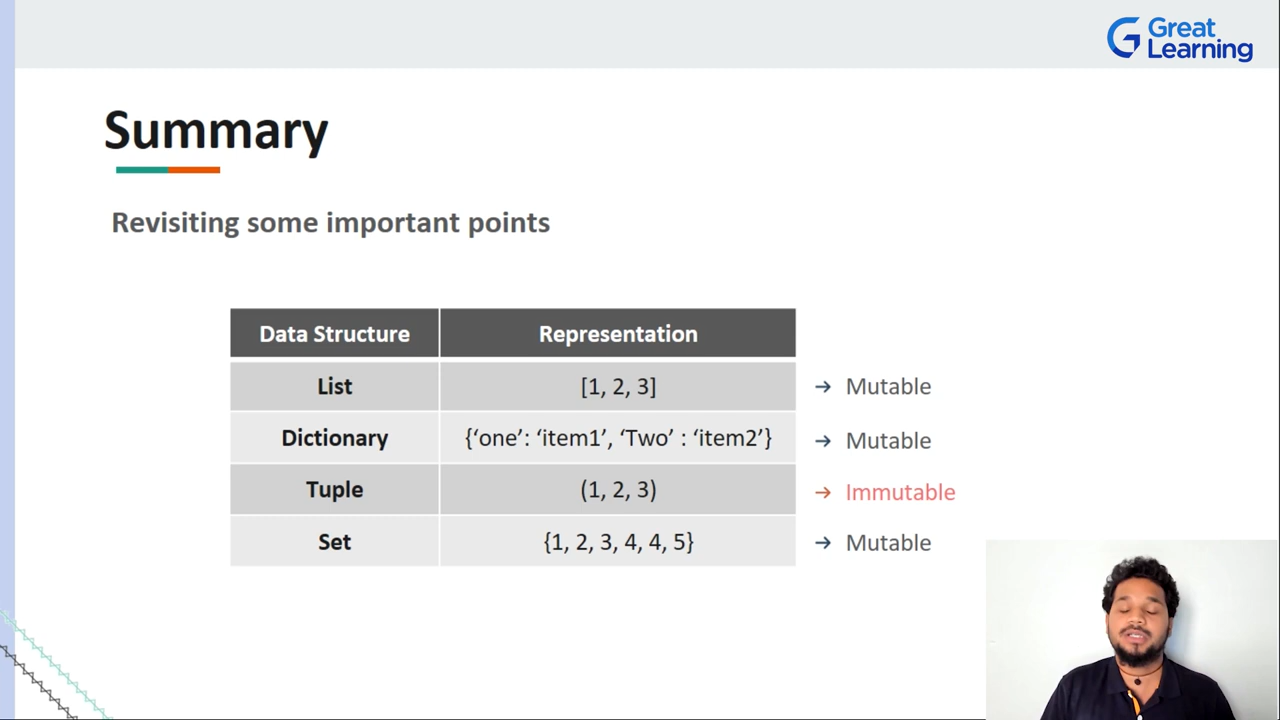 Great
Learning
Summary
Revisiting some important points
Data Structure Representation
List [1, 2, 3] → Mutable
Dictionary {‘one’: ‘item1’, ‘Two’ : ‘item2’} → Mutable
Tuple (1, 2, 3) → Immutable
Set {1, 2, 3, 4, 4, 5} → Mutable